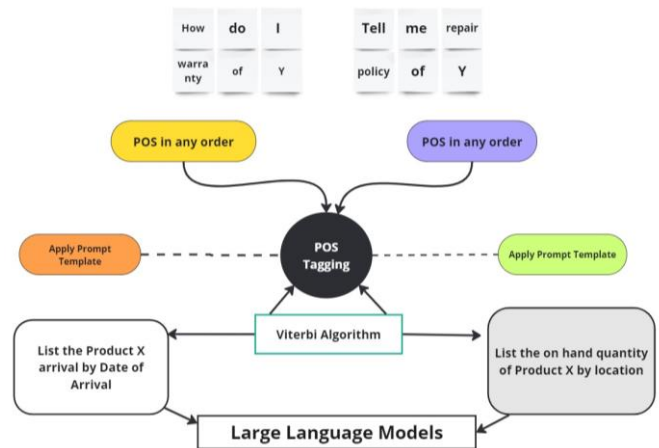 How do I
warra
nty of Y
Tell me repair
policy of Y
POS in any order
POS in any order
POS
Tagging
Apply Prompt
Template
Apply Prompt Template
Viterbi Algorithm
List the Product X
arrival by Date of
Arrival
List the on hand quantity
of Product X by location
Large Language Models